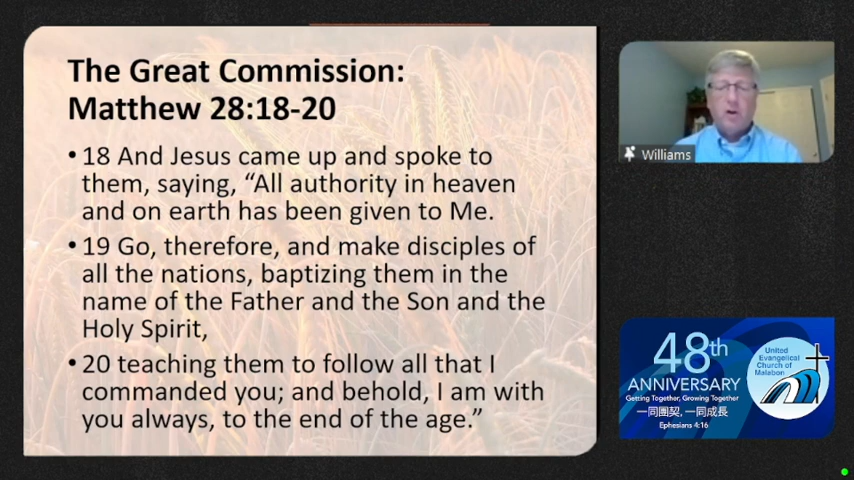 The Great Commission:
Matthew 28:18-20
• 18 And Jesus came up and spoke to
them, saying, “All authority in heaven
and on earth has been given to Me.
• 19 Go, therefore, and make disciples of
all the nations, baptizing them in the
name of the Father and the Son and the
Holy Spirit,
• 20 teaching them to follow all that I
commanded you; and behold, I am with
you always, to the end of the age.”
Williams
48th
ANNIVERSARY
Getting Together, Growing Together
一同團契, 一同成長
Ephesians 4:16
United
Evangelical
Church of
Malabon